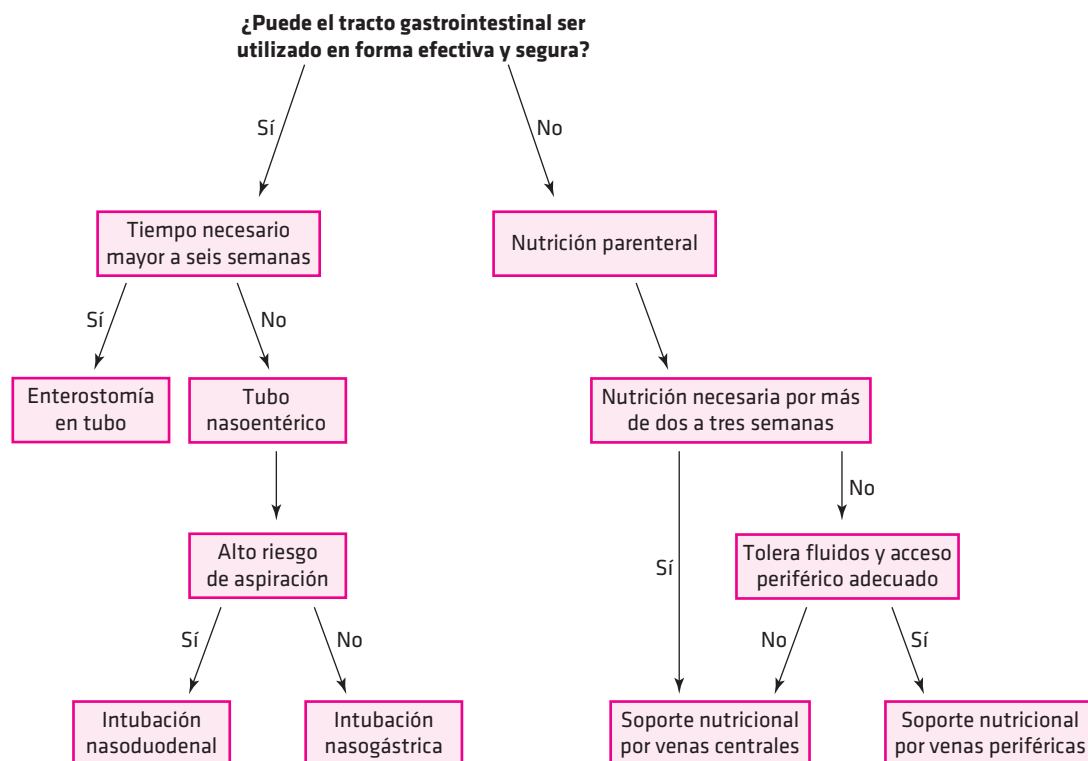 ¿Puede el tracto gastrointestinal ser
utilizado en forma efectiva y segura?
Sí
No
Tiempo necesario
mayor a seis semanas
Nutrición parenteral
Sí
No
Enterostomía
en tubo
Tubo
nasoentérico
Nutrición necesaria por más
de dos a tres semanas
No
Alto riesgo
de aspiración
Sí
Tolera fluidos y acceso
periférico adecuado
Sí
No
No
Sí
Intubación
nasoduodenal
Intubación
nasogástrica
Soporte nutricional
por venas centrales
Soporte nutricional
por venas periféricas